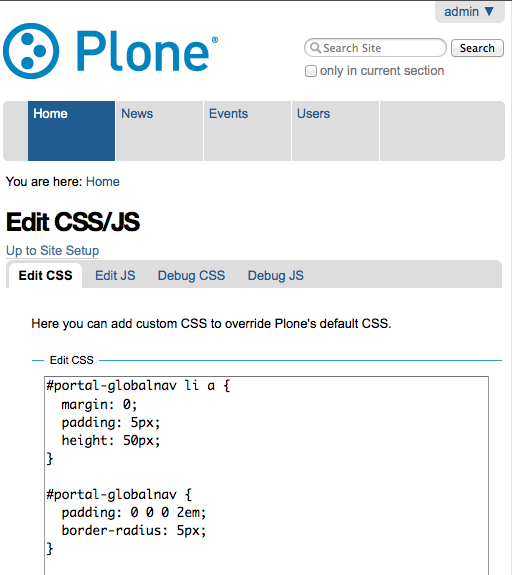 admin ▼
Plone®
Search Site
Search
only in current section
Home News Events Users
You are here: Home
Edit CSS/JS
Up to Site Setup
Edit CSS Edit JS Debug CSS Debug JS
Here you can add custom CSS to override Plone's default CSS.
Edit CSS
#portal-globalnav li a {
  margin: 0;
  padding: 5px;
  height: 50px;
}

#portal-globalnav {
  padding: 0 0 0 2em;
  border-radius: 5px;
}